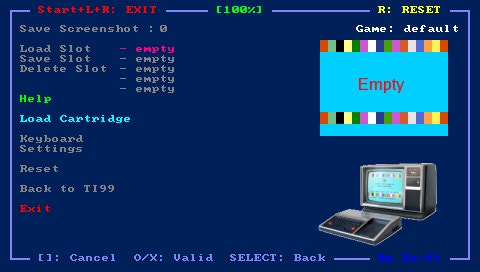 Start+L+R: EXIT [100%] R: RESET
Save Screenshot : 0 Game: default
Load Slot - empty
Save Slot - empty
Delete Slot - empty
- empty
- empty
Help
Empty
Load Cartridge
Keyboard
Settings
Reset
Back to TI99
Exit
[]: Cancel O/X: Valid SELECT: Back